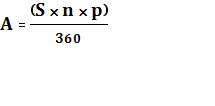 A = (S × n × p)
360